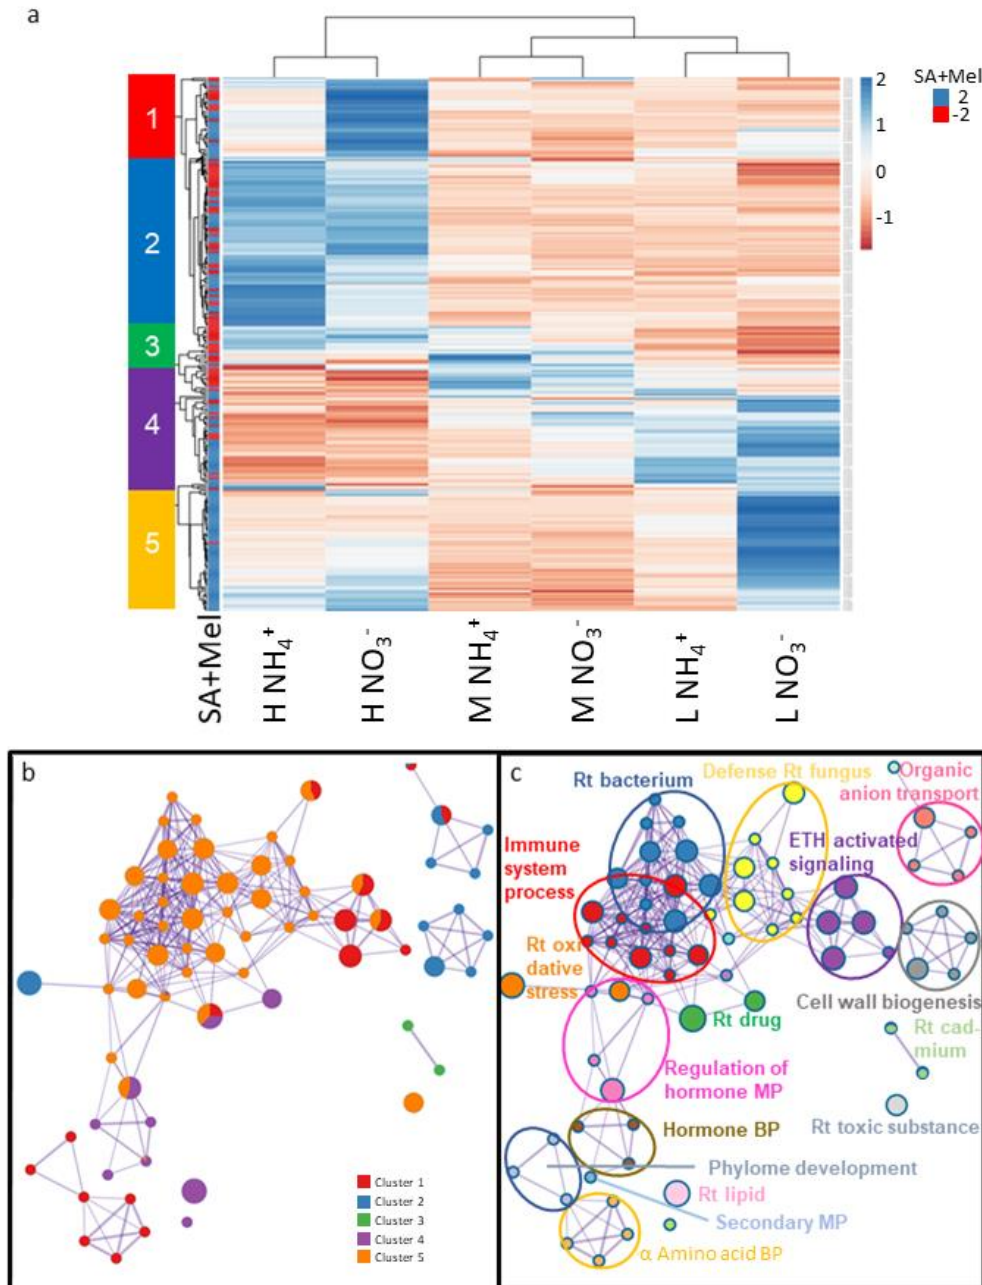 a
1
2
3
4
5
2
1
0
-1
SA+Mel
2
-2
SA+Mel
H NH₄⁺
H NO₃⁻
M NH₄⁺
M NO₃⁻
L NH₄⁺
L NO₃⁻
b
Cluster 1
Cluster 2
Cluster 3
Cluster 4
Cluster 5
c
Rt bacterium
Defense Rt fungus
Organic
anion transport
Immune
system
process
ETH activated
signaling
Rt oxi
dative
stress
Cell wall biogenesis
Rt drug
Rt cad-
mium
Regulation of
hormone MP
Rt toxic substance
Hormone BP
Phylome development
Rt lipid
Secondary MP
α Amino acid BP